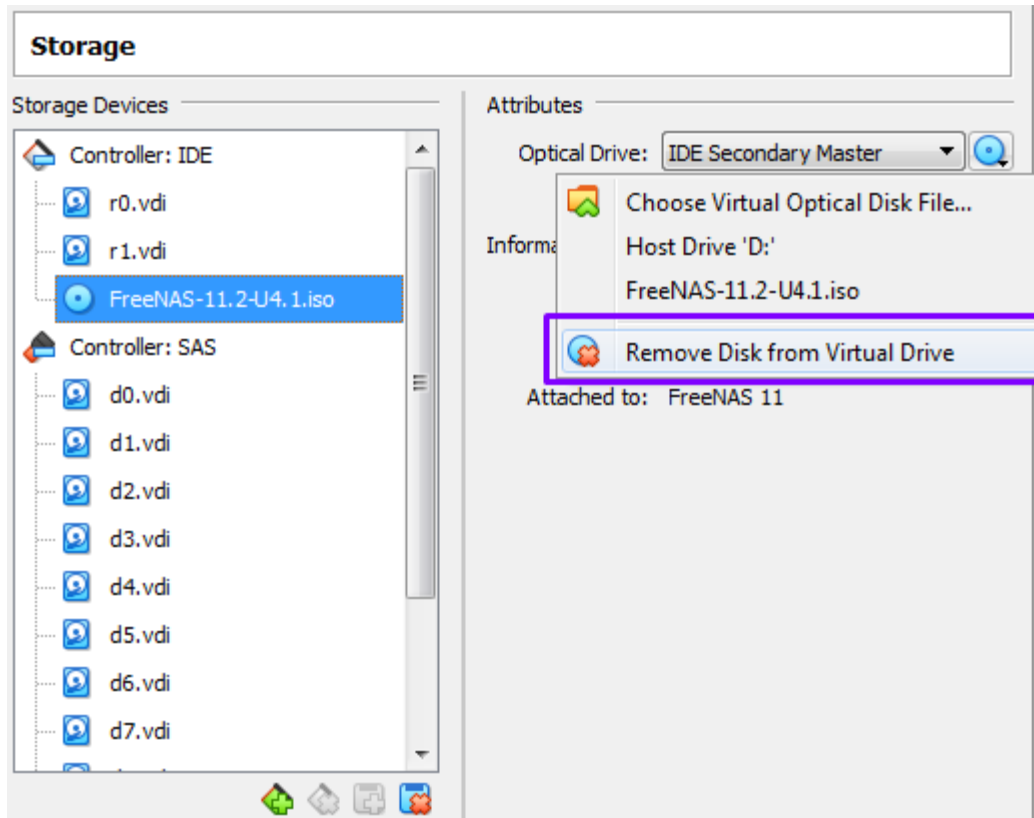 Storage
Storage Devices
Controller: IDE
r0.vdi
r1.vdi
FreeNAS-11.2-U4.1.iso
Controller: SAS
d0.vdi
d1.vdi
d2.vdi
d3.vdi
d4.vdi
d5.vdi
d6.vdi
d7.vdi
Attributes
Optical Drive: IDE Secondary Master
Choose Virtual Optical Disk File...
Host Drive 'D:'
Informa
FreeNAS-11.2-U4.1.iso
Remove Disk from Virtual Drive
Attached to: FreeNAS 11